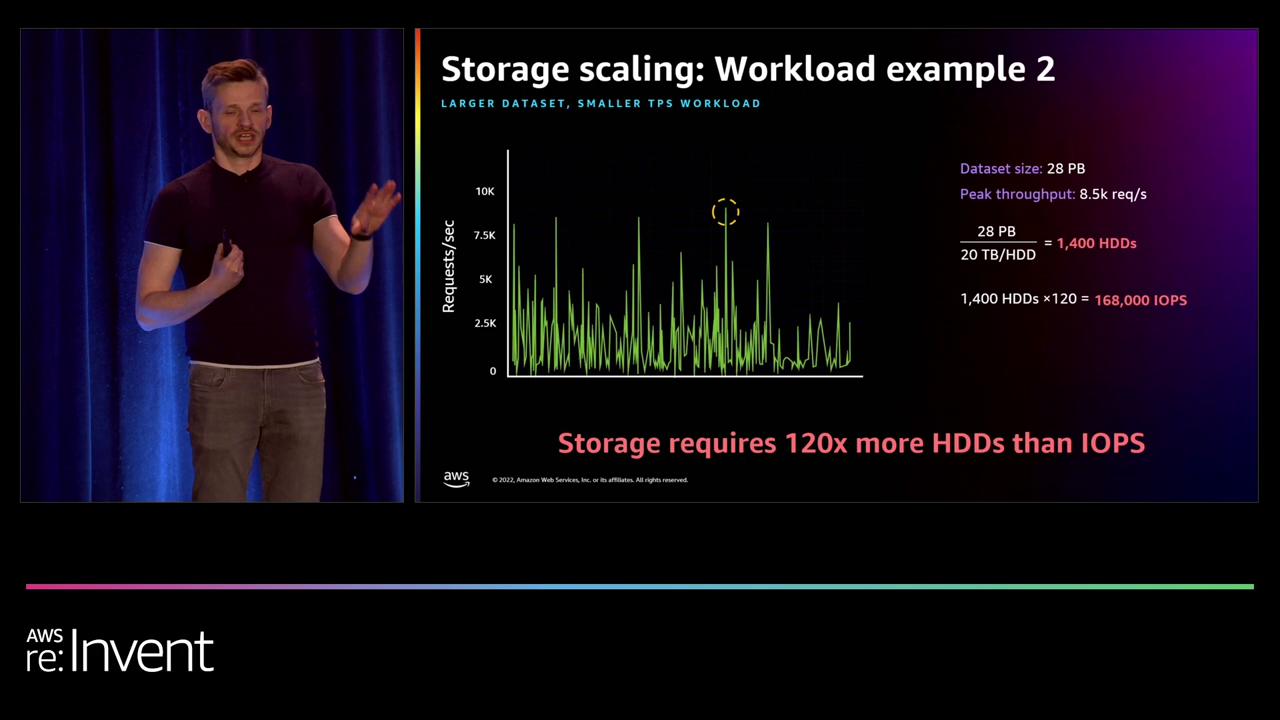 Storage scaling: Workload example 2
LARGER DATASET, SMALLER TPS WORKLOAD
Requests/sec
10K
7.5K
5K
2.5K
0
Dataset size: 28 PB
Peak throughput: 8.5k req/s
28 PB
20 TB/HDD
= 1,400 HDDs
1,400 HDDs ×120 = 168,000 IOPS
Storage requires 120x more HDDs than IOPS
aws
© 2022, Amazon Web Services, Inc. or its affiliates. All rights reserved.
AWS
re:Invent